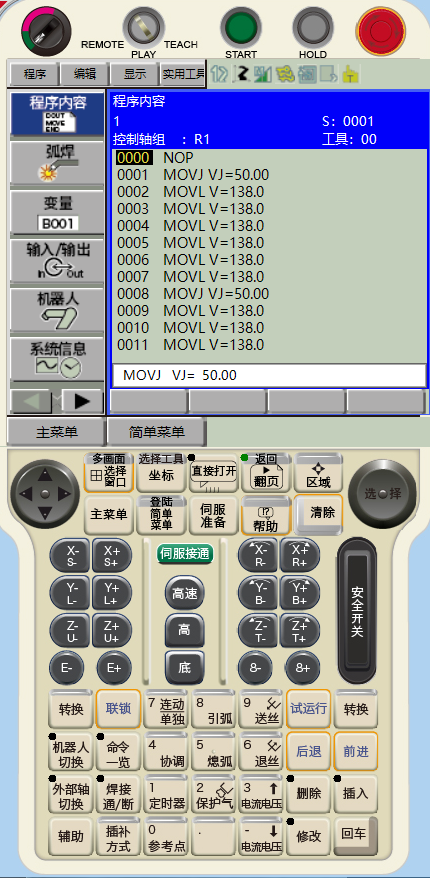 REMOTE
PLAY
TEACH
START
HOLD
程序 编辑 显示 实用工具
程序内容
DOUT
MOVE
END
弧焊
变量
B001
输入/输出
In out
机器人
系统信息
程序内容
1 S: 0001
控制轴组 : R1 工具: 00
0000 NOP
0001 MOVJ VJ=50.00
0002 MOVL V=138.0
0003 MOVL V=138.0
0004 MOVL V=138.0
0005 MOVL V=138.0
0006 MOVL V=138.0
0007 MOVL V=138.0
0008 MOVJ VJ=50.00
0009 MOVL V=138.0
0010 MOVL V=138.0
0011 MOVL V=138.0
MOVJ VJ= 50.00
主菜单 简单菜单
多画面 选择工具 返回
选择窗口 坐标 直接打开 翻页 区域
选择
登陆
主菜单 简单菜单 伺服准备 帮助 清除
X-
S-
X+
S+
伺服接通
X-
R-
X+
R+
Y-
L-
Y+
L+
高速
Y-
B-
Y+
B+
Z-
U-
Z+
U+
高
Z-
T-
Z+
T+
E- E+ 底 8- 8+
安全开关
转换 联锁 7 连动单独 8 引弧 9 送丝 试运行 转换
机器人切换 命令一览 4 协调 5 熄弧 6 退丝 后退 前进
外部轴切换 焊接通/断 1 定时器 2 保护气 3 电流电压 删除 插入
辅助 插补方式 0 参考点 . - 电流电压 修改 回车